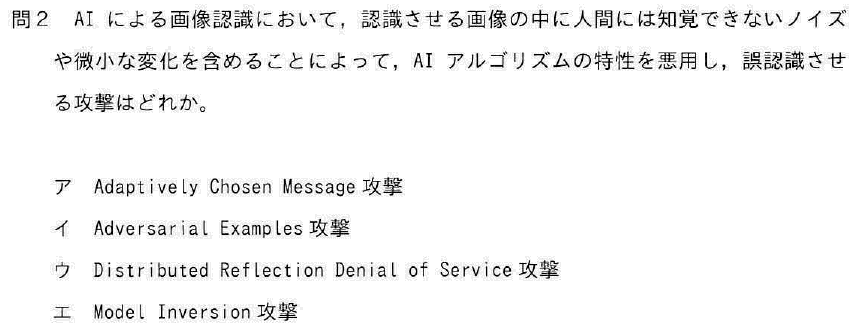 問2 AI による画像認識において，認識させる画像の中に人間には知覚できないノイズ
や微小な変化を含めることによって，AI アルゴリズムの特性を悪用し，誤認識させ
る攻撃はどれか。
ア Adaptively Chosen Message 攻撃
イ Adversarial Examples 攻撃
ウ Distributed Reflection Denial of Service 攻撃
エ Model Inversion 攻撃